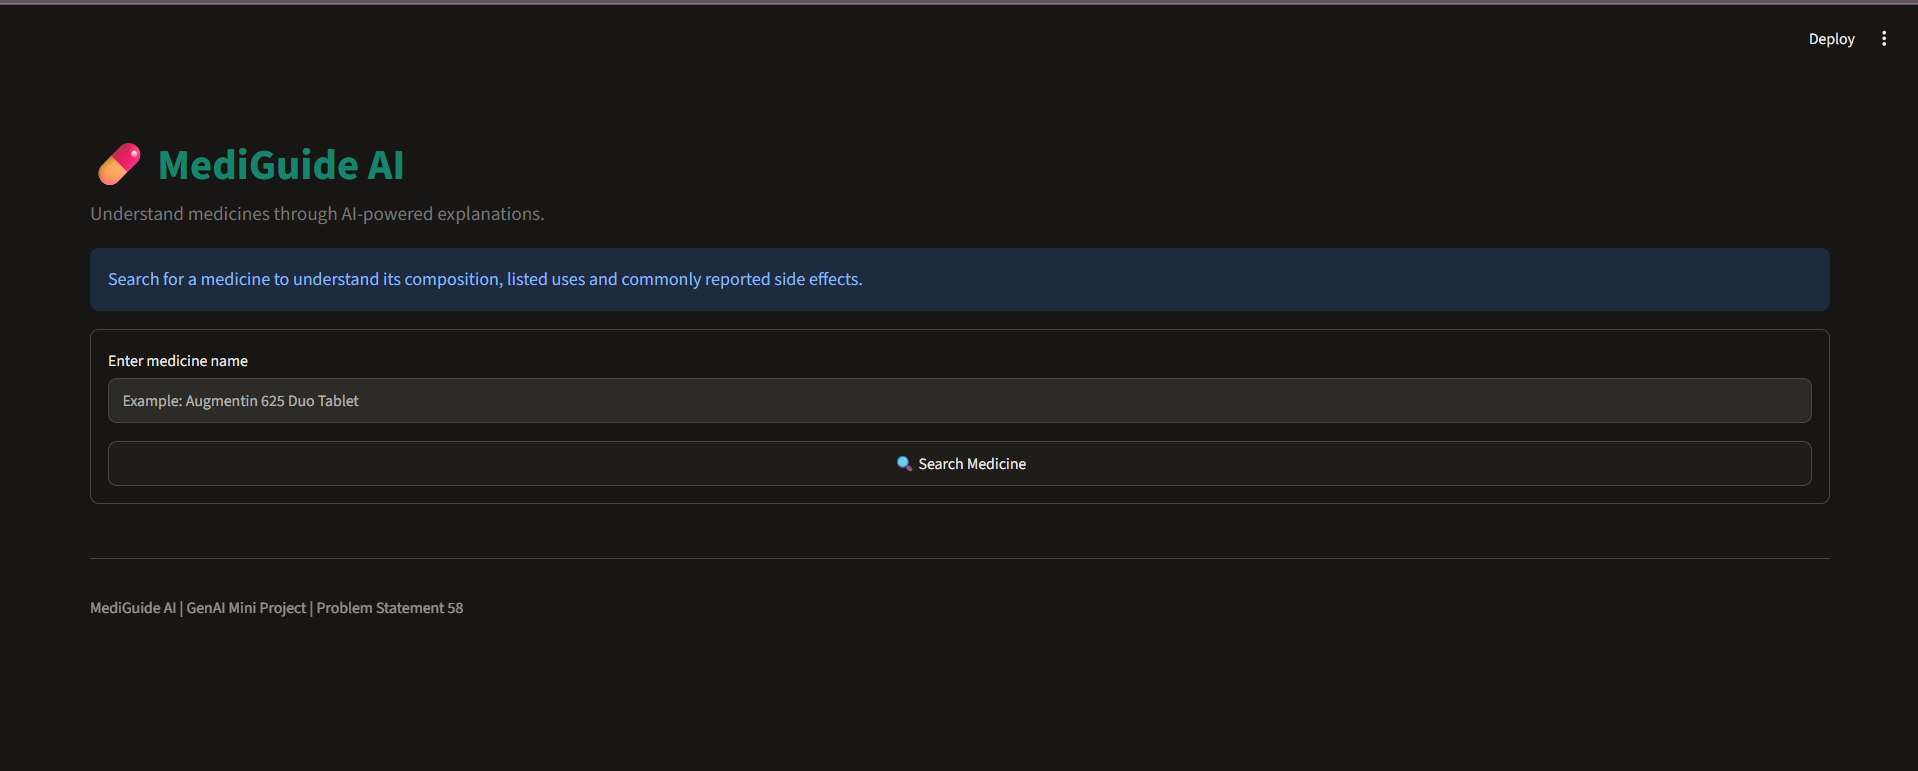 Deploy
MediGuide AI
Understand medicines through AI-powered explanations.
Search for a medicine to understand its composition, listed uses and commonly reported side effects.
Enter medicine name
Example: Augmentin 625 Duo Tablet
Search Medicine
MediGuide AI | GenAI Mini Project | Problem Statement 58